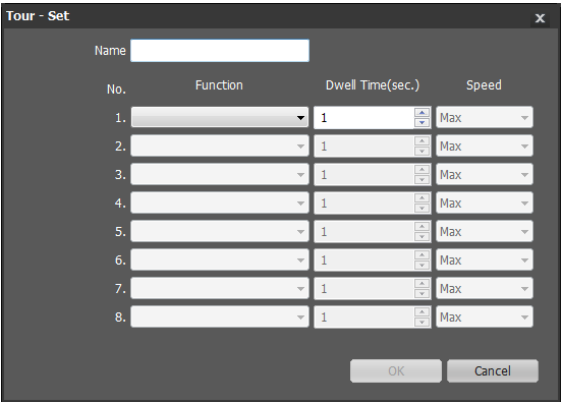 Tour - Set x
Name
No. Function Dwell Time(sec.) Speed
1. 1 Max
2. 1 Max
3. 1 Max
4. 1 Max
5. 1 Max
6. 1 Max
7. 1 Max
8. 1 Max
OK Cancel